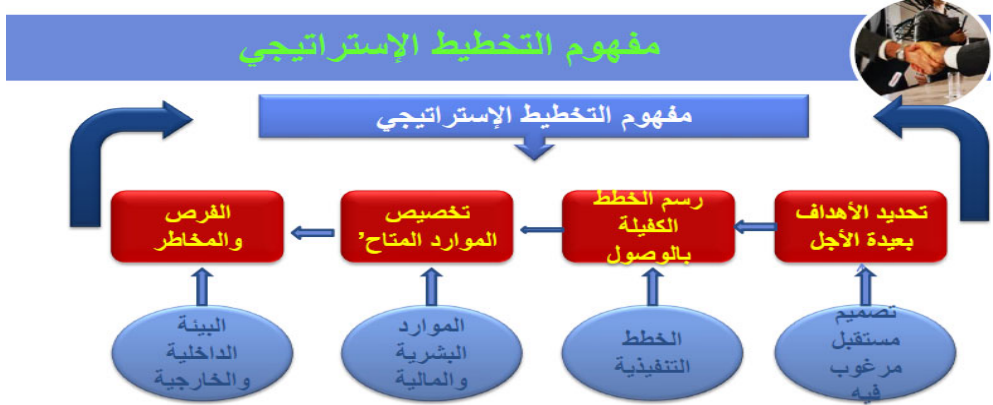 مفهوم التخطيط الإستراتيجي
مفهوم التخطيط الإستراتيجي
تحديد الأهداف
بعيدة الأجل
رسم الخطط
الكفيلة
بالوصول
تخصيص
الموارد المتاح'
الفرص
والمخاطر
تصميم
مستقبل
مرغوب
فيه
الخطط
التنفيذية
الموارد
البشرية
والمالية
البيئة
الداخلية
والخارجية